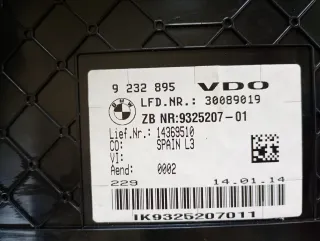 9 232 895 VDO
BMW
LFD.NR.: 30089019
ZB NR:9325207-01
Lief.Nr.: 14369510
CO: SPAIN L3
VI:
Aend: 0002
229 14.01.14
IK9325207011